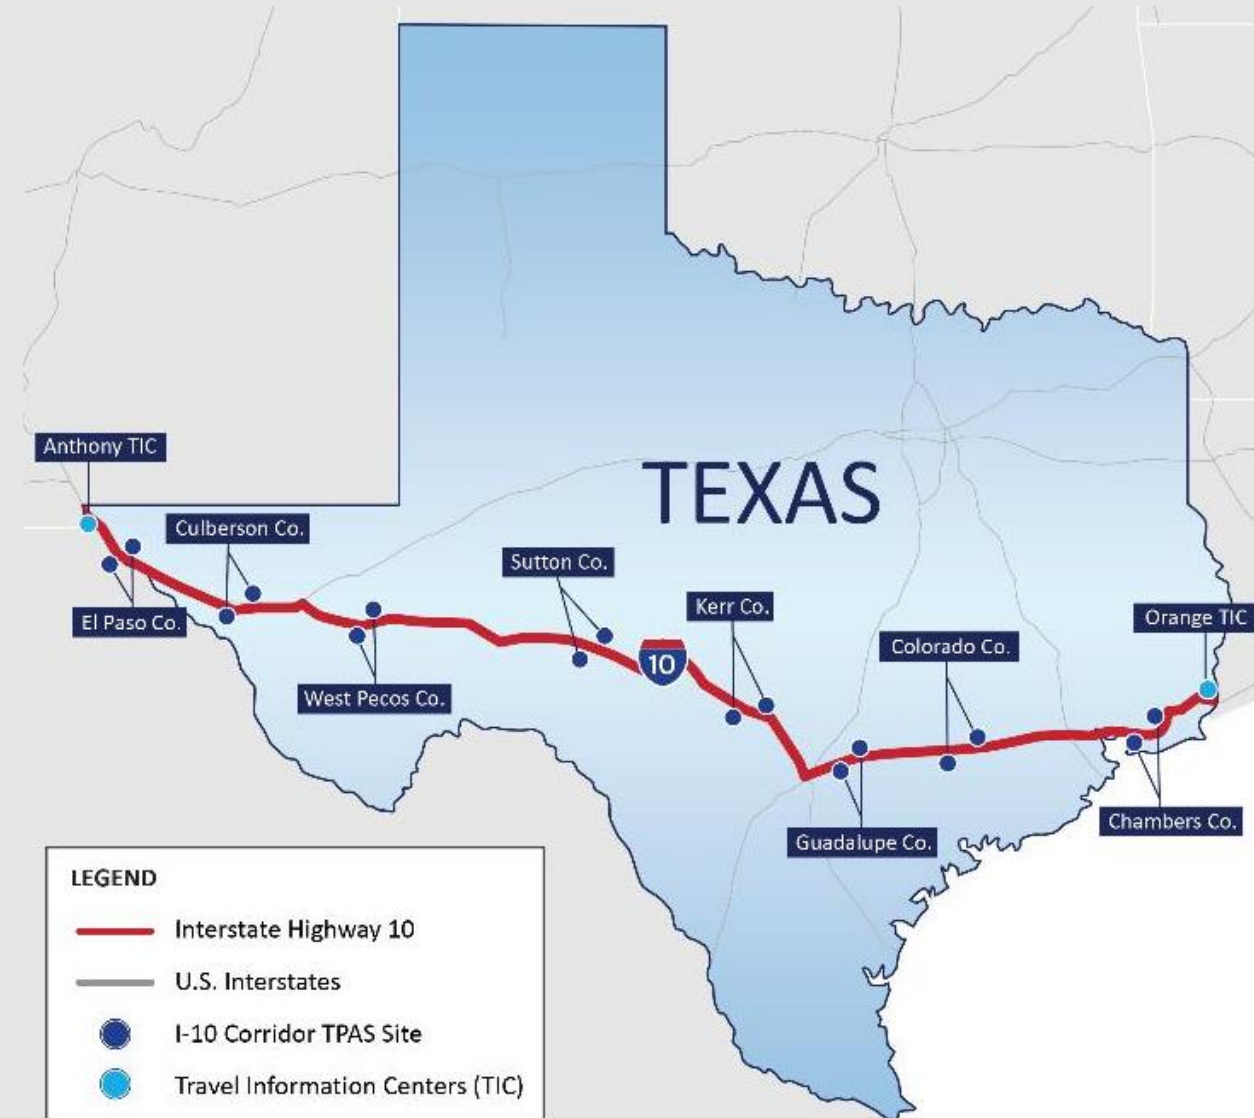 Anthony TIC
Culberson Co.
TEXAS
Sutton Co.
Kerr Co.
El Paso Co.
Orange TIC
Colorado Co.
10
West Pecos Co.
Chambers Co.
Guadalupe Co.
LEGEND
Interstate Highway 10
U.S. Interstates
I-10 Corridor TPAS Site
Travel Information Centers (TIC)